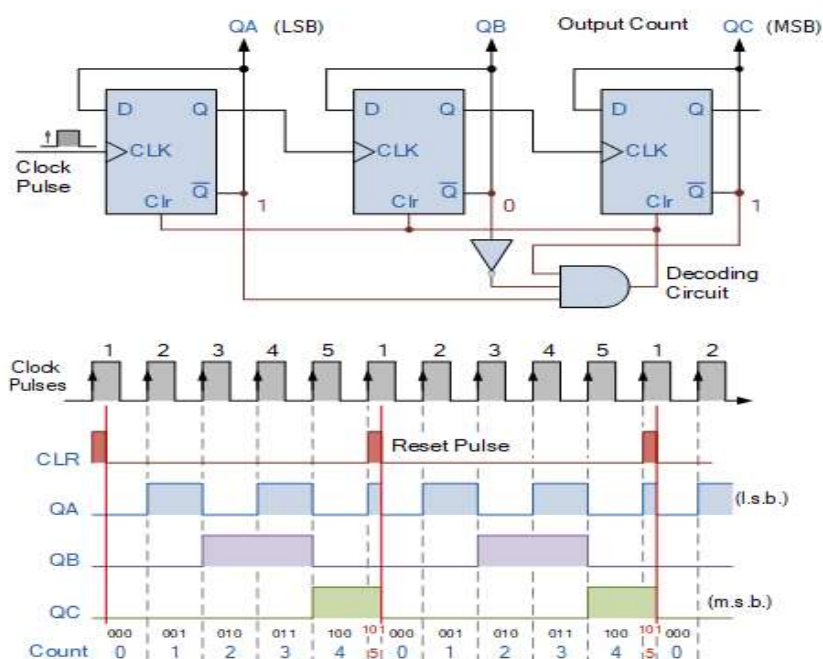 QA (LSB) QB Output Count QC (MSB)
D Q D Q D Q
CLK CLK CLK
Clock
Pulse
Q̅ Q̅ Q̅
Clr 1 Clr 0 Clr 1
Decoding
Circuit
1 2 3 4 5 1 2 3 4 5 1 2
Clock
Pulses
CLR Reset Pulse
QA (l.s.b.)
QB
QC (m.s.b.)
000 001 010 011 100 101 000 001 010 011 100 101 000
Count 0 1 2 3 4 5 0 1 2 3 4 5 0